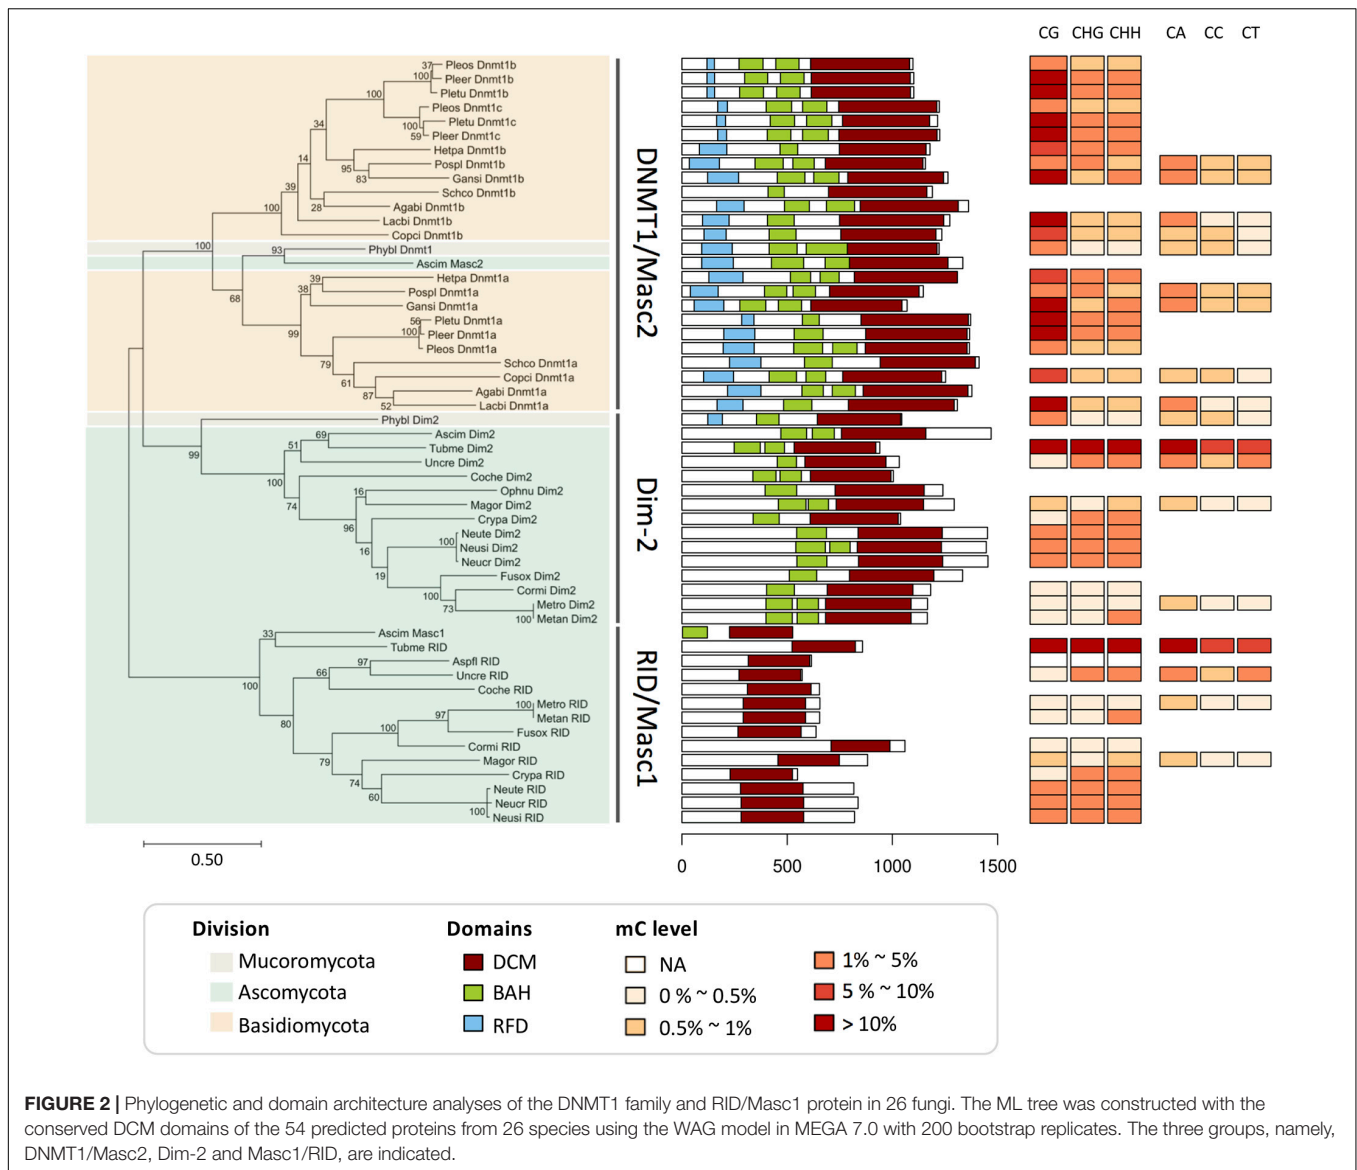 CG CHG CHH CA CC CT
37 Pleos Dnmt1b
100 Pleer Dnmt1b
Pletu Dnmt1b
100
Pleos Dnmt1c
100 Pletu Dnmt1c
59 Pleer Dnmt1c
34
Hetpa Dnmt1b
95 Pospl Dnmt1b
83 Gansi Dnmt1b
14
Schco Dnmt1b
39
28 Agabi Dnmt1b
100 Lacbi Dnmt1b
Copci Dnmt1b
100 93 Phybl Dnmt1
Ascim Masc2
68
39 Hetpa Dnmt1a
38 Pospl Dnmt1a
Gansi Dnmt1a
99
56 Pletu Dnmt1a
100 Pleer Dnmt1a
Pleos Dnmt1a
79
Schco Dnmt1a
61 Copci Dnmt1a
87 Agabi Dnmt1a
52 Lacbi Dnmt1a
DNMT1/Masc2
Phybl Dim2
99
69 Ascim Dim2
51 Tubme Dim2
Uncre Dim2
100
Coche Dim2
74
16 Ophnu Dim2
Magor Dim2
96
Crypa Dim2
16
Neute Dim2
100 Neusi Dim2
Neucr Dim2
19
Fusox Dim2
100 Cormi Dim2
73 Metro Dim2
100 Metan Dim2
Dim-2
33 Ascim Masc1
Tubme RID
100
97 Aspfl RID
66 Uncre RID
Coche RID
80
100 Metro RID
97 Metan RID
100 Fusox RID
Cormi RID
79
Magor RID
74 Crypa RID
60 Neute RID
Neucr RID
100 Neusi RID
RID/Masc1
0.50
0 500 1000 1500
Division
Mucoromycota
Ascomycota
Basidiomycota
Domains
DCM
BAH
RFD
mC level
NA
0 % ~ 0.5%
0.5% ~ 1%
1% ~ 5%
5 % ~ 10%
> 10%
FIGURE 2 | Phylogenetic and domain architecture analyses of the DNMT1 family and RID/Masc1 protein in 26 fungi. The ML tree was constructed with the
conserved DCM domains of the 54 predicted proteins from 26 species using the WAG model in MEGA 7.0 with 200 bootstrap replicates. The three groups, namely,
DNMT1/Masc2, Dim-2 and Masc1/RID, are indicated.